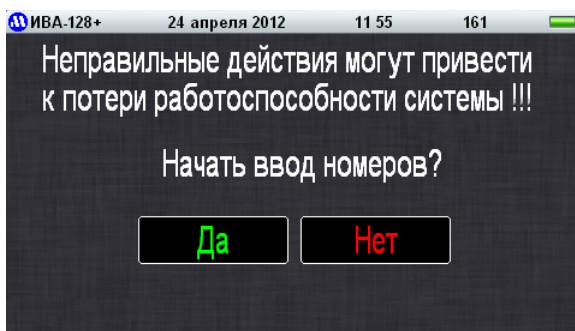 ИВА-128+ 24 апреля 2012 11 55 161
Неправильные действия могут привести
к потери работоспособности системы !!!
Начать ввод номеров?
Да Нет